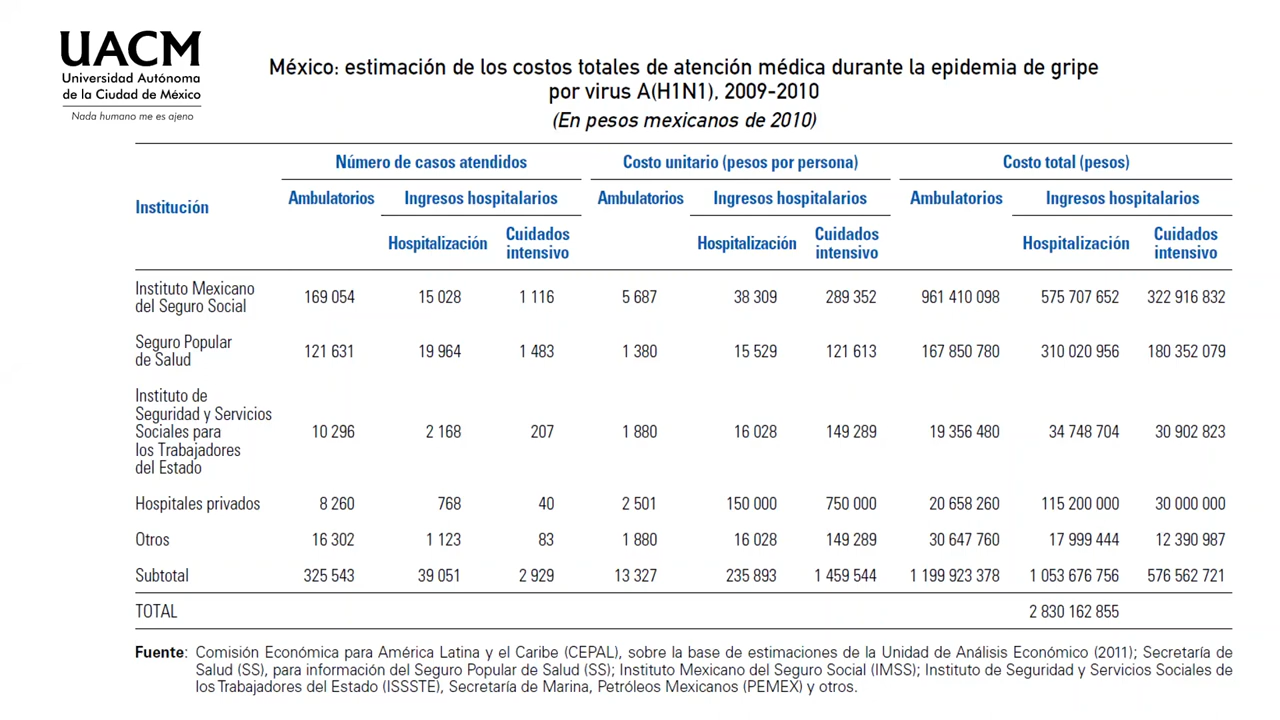 UACM
Universidad Autónoma
de la Ciudad de México
Nada humano me es ajeno
México: estimación de los costos totales de atención médica durante la epidemia de gripe
por virus A(H1N1), 2009-2010
(En pesos mexicanos de 2010)
Número de casos atendidos Costo unitario (pesos por persona) Costo total (pesos)
Institución
Ambulatorios Ingresos hospitalarios Ambulatorios Ingresos hospitalarios Ambulatorios Ingresos hospitalarios
Hospitalización Cuidados intensivo Hospitalización Cuidados intensivo Hospitalización Cuidados intensivo
Instituto Mexicano
del Seguro Social 169 054 15 028 1 116 5 687 38 309 289 352 961 410 098 575 707 652 322 916 832
Seguro Popular
de Salud 121 631 19 964 1 483 1 380 15 529 121 613 167 850 780 310 020 956 180 352 079
Instituto de
Seguridad y Servicios
Sociales para 10 296 2 168 207 1 880 16 028 149 289 19 356 480 34 748 704 30 902 823
los Trabajadores
del Estado
Hospitales privados 8 260 768 40 2 501 150 000 750 000 20 658 260 115 200 000 30 000 000
Otros 16 302 1 123 83 1 880 16 028 149 289 30 647 760 17 999 444 12 390 987
Subtotal 325 543 39 051 2 929 13 327 235 893 1 459 544 1 199 923 378 1 053 676 756 576 562 721
TOTAL 2 830 162 855
Fuente: Comisión Económica para América Latina y el Caribe (CEPAL), sobre la base de estimaciones de la Unidad de Análisis Económico (2011); Secretaría de
Salud (SS), para información del Seguro Popular de Salud (SS); Instituto Mexicano del Seguro Social (IMSS); Instituto de Seguridad y Servicios Sociales de
los Trabajadores del Estado (ISSSTE), Secretaría de Marina, Petróleos Mexicanos (PEMEX) y otros.